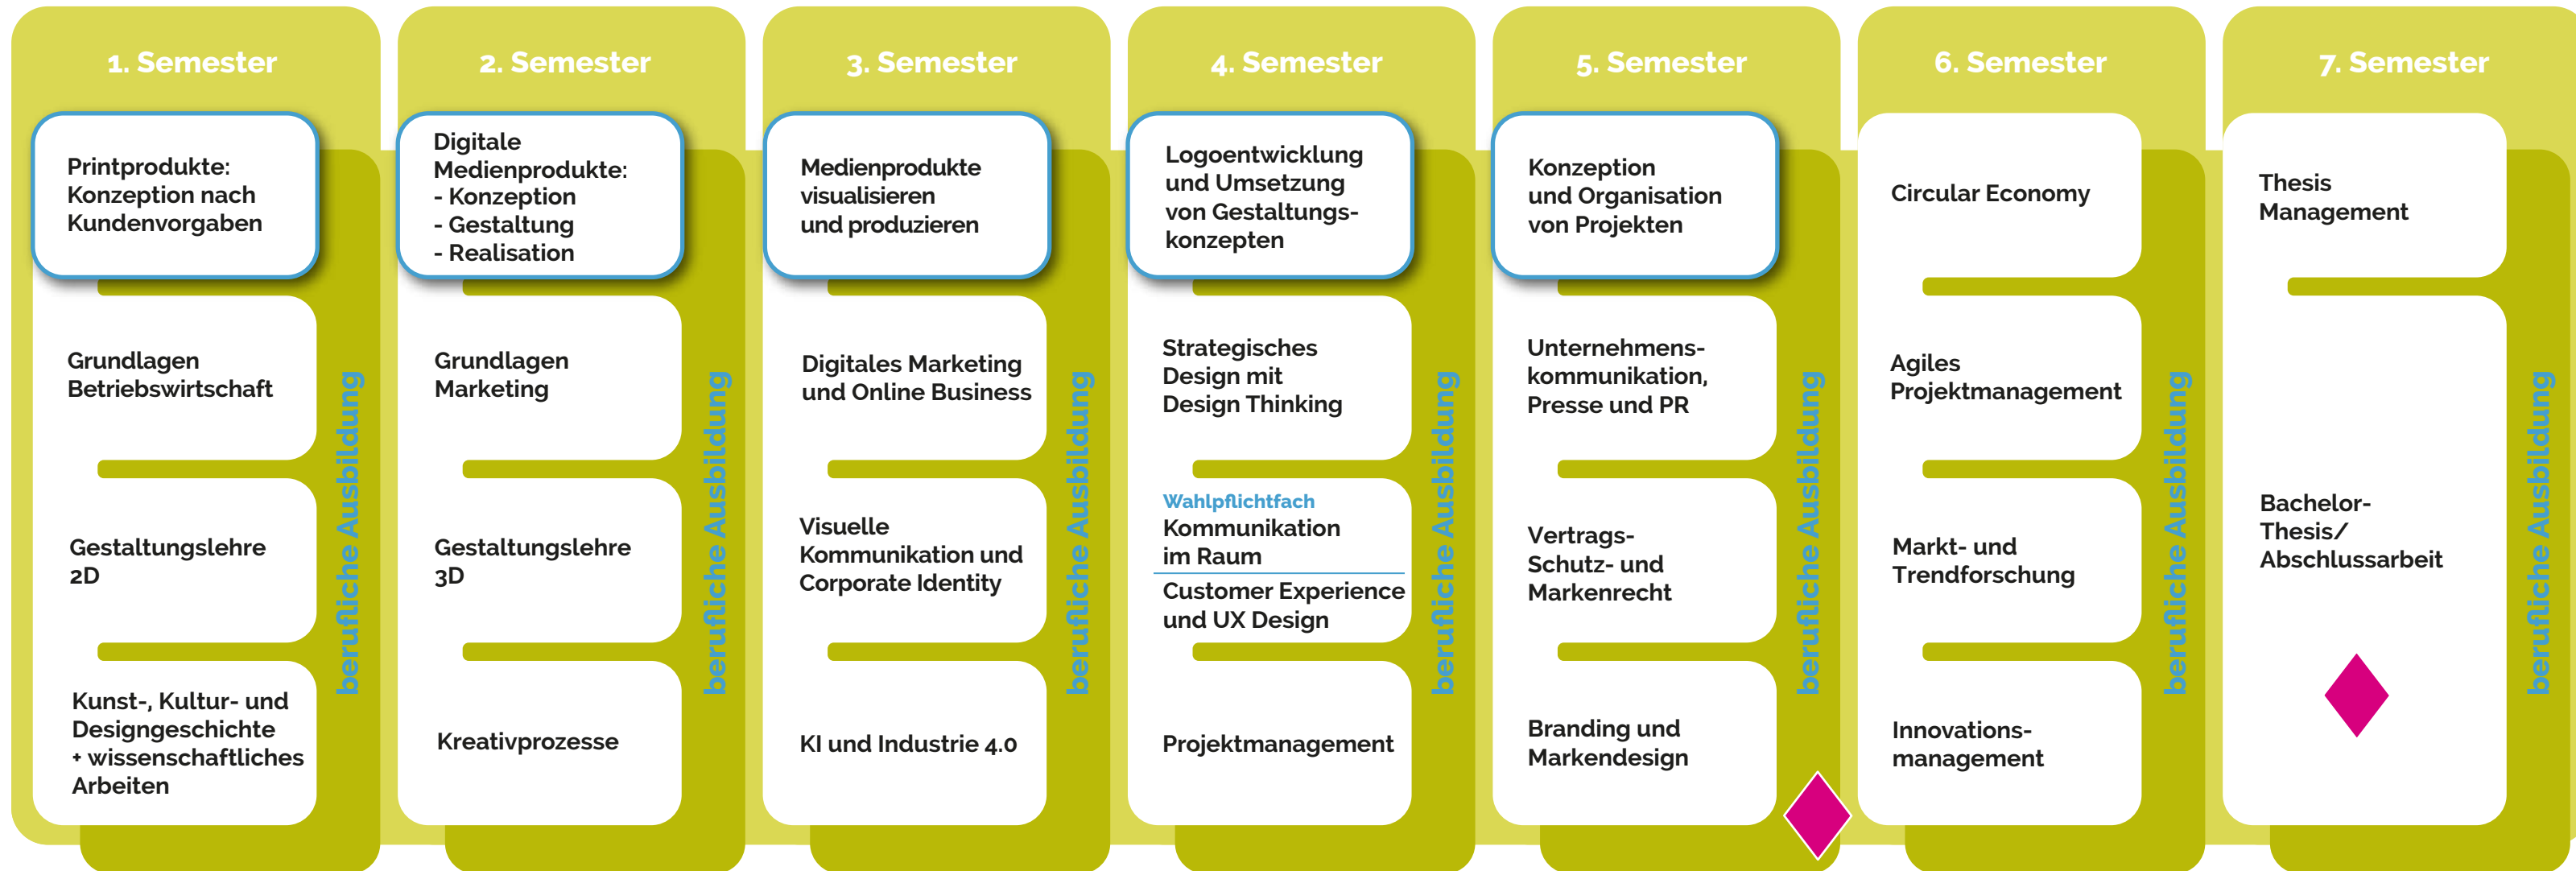 1. Semester
Printprodukte:
Konzeption nach
Kundenvorgaben
Grundlagen
Betriebswirtschaft
Gestaltungslehre
2D
Kunst-, Kultur- und
Designgeschichte
+ wissenschaftliches
Arbeiten
berufliche Ausbildung
2. Semester
Digitale
Medienprodukte:
- Konzeption
- Gestaltung
- Realisation
Grundlagen
Marketing
Gestaltungslehre
3D
Kreativprozesse
berufliche Ausbildung
3. Semester
Medienprodukte
visualisieren
und produzieren
Digitales Marketing
und Online Business
Visuelle
Kommunikation und
Corporate Identity
KI und Industrie 4.0
berufliche Ausbildung
4. Semester
Logoentwicklung
und Umsetzung
von Gestaltungs-
konzepten
Strategisches
Design mit
Design Thinking
Wahlpflichtfach
Kommunikation
im Raum
Customer Experience
und UX Design
Projektmanagement
berufliche Ausbildung
5. Semester
Konzeption
und Organisation
von Projekten
Unternehmens-
kommunikation,
Presse und PR
Vertrags-
Schutz- und
Markenrecht
Branding und
Markendesign
berufliche Ausbildung
6. Semester
Circular Economy
Agiles
Projektmanagement
Markt- und
Trendforschung
Innovations-
management
berufliche Ausbildung
7. Semester
Thesis
Management
Bachelor-
Thesis/
Abschlussarbeit
berufliche Ausbildung